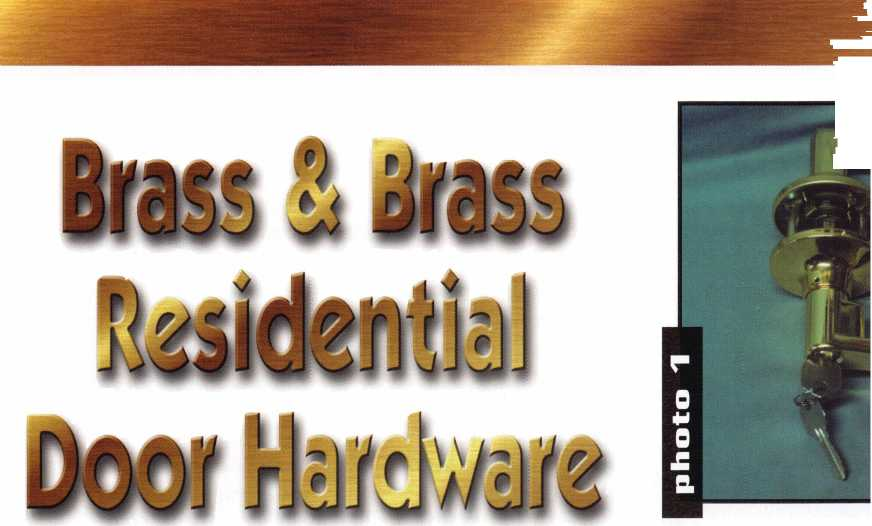 Brass & Brass
Residential
Door Hardware
photo 1